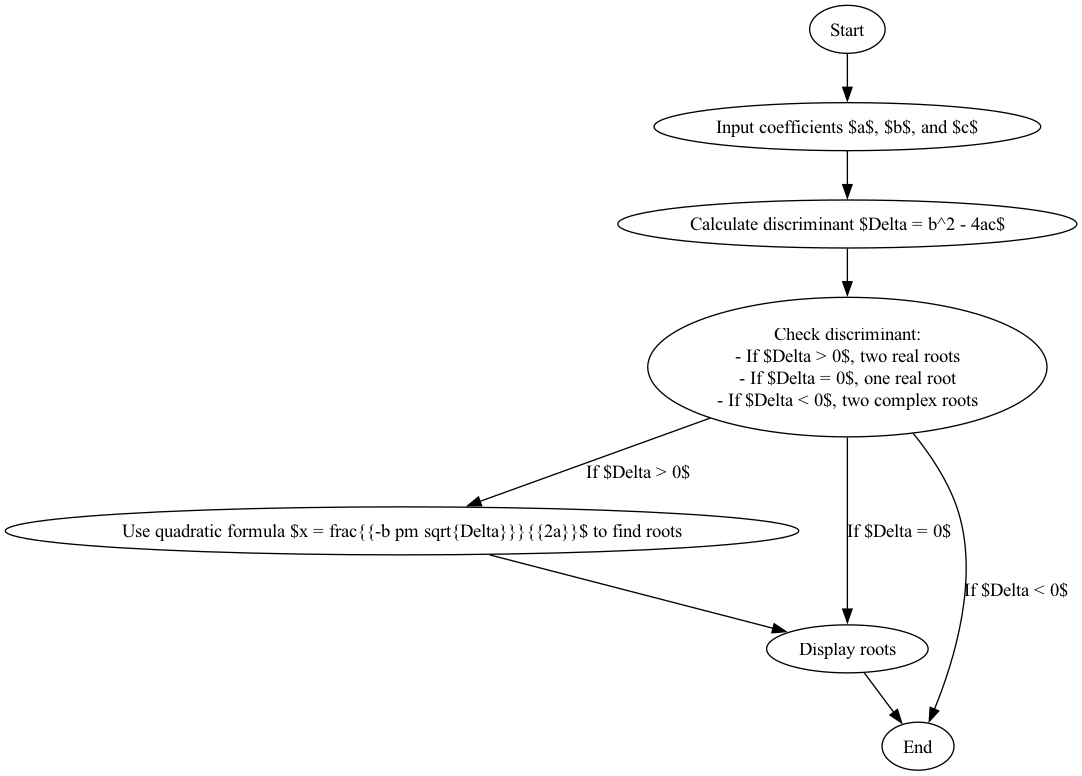 Start
Input coefficients $a$, $b$, and $c$
Calculate discriminant $Delta = b^2 - 4ac$
Check discriminant:
- If $Delta > 0$, two real roots
- If $Delta = 0$, one real root
- If $Delta < 0$, two complex roots
If $Delta > 0$
Use quadratic formula $x = frac{{-b pm sqrt{Delta}}}{{2a}}$ to find roots
If $Delta = 0$
If $Delta < 0$
Display roots
End